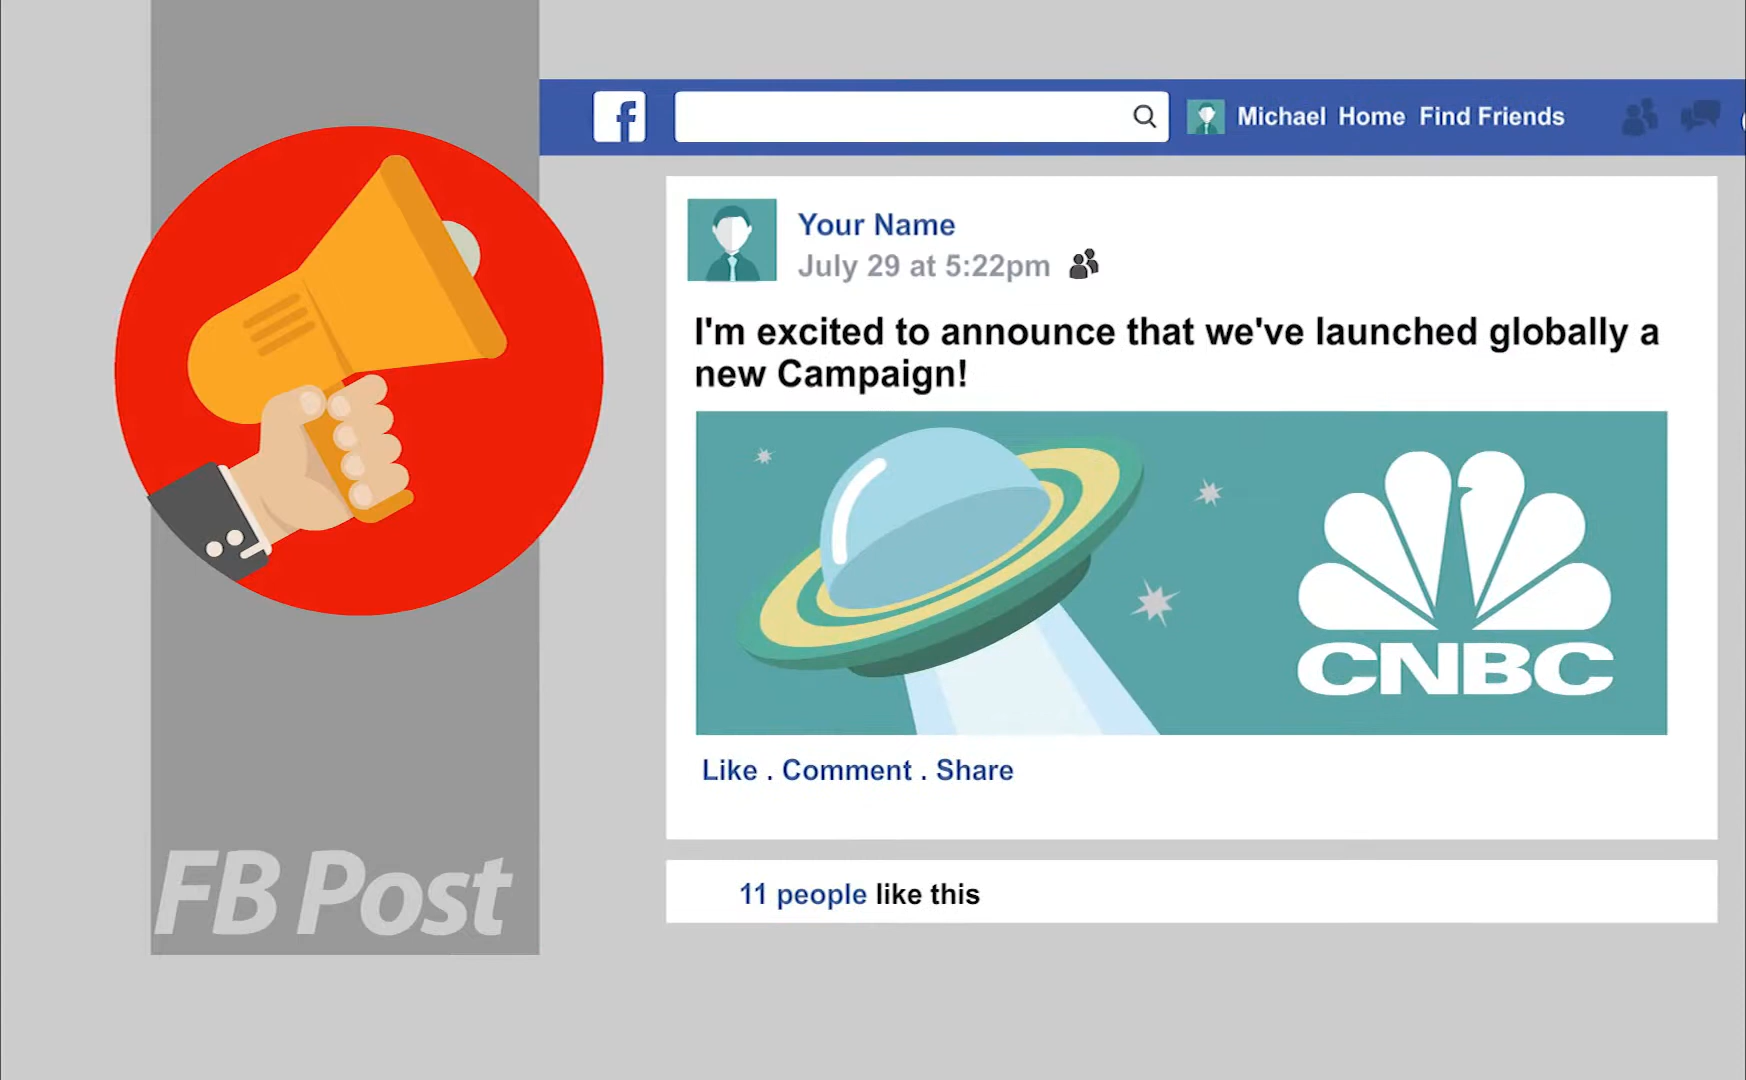 Michael Home Find Friends
Your Name
July 29 at 5:22pm
I'm excited to announce that we've launched globally a
new Campaign!
CNBC
Like . Comment . Share
11 people like this
FB Post